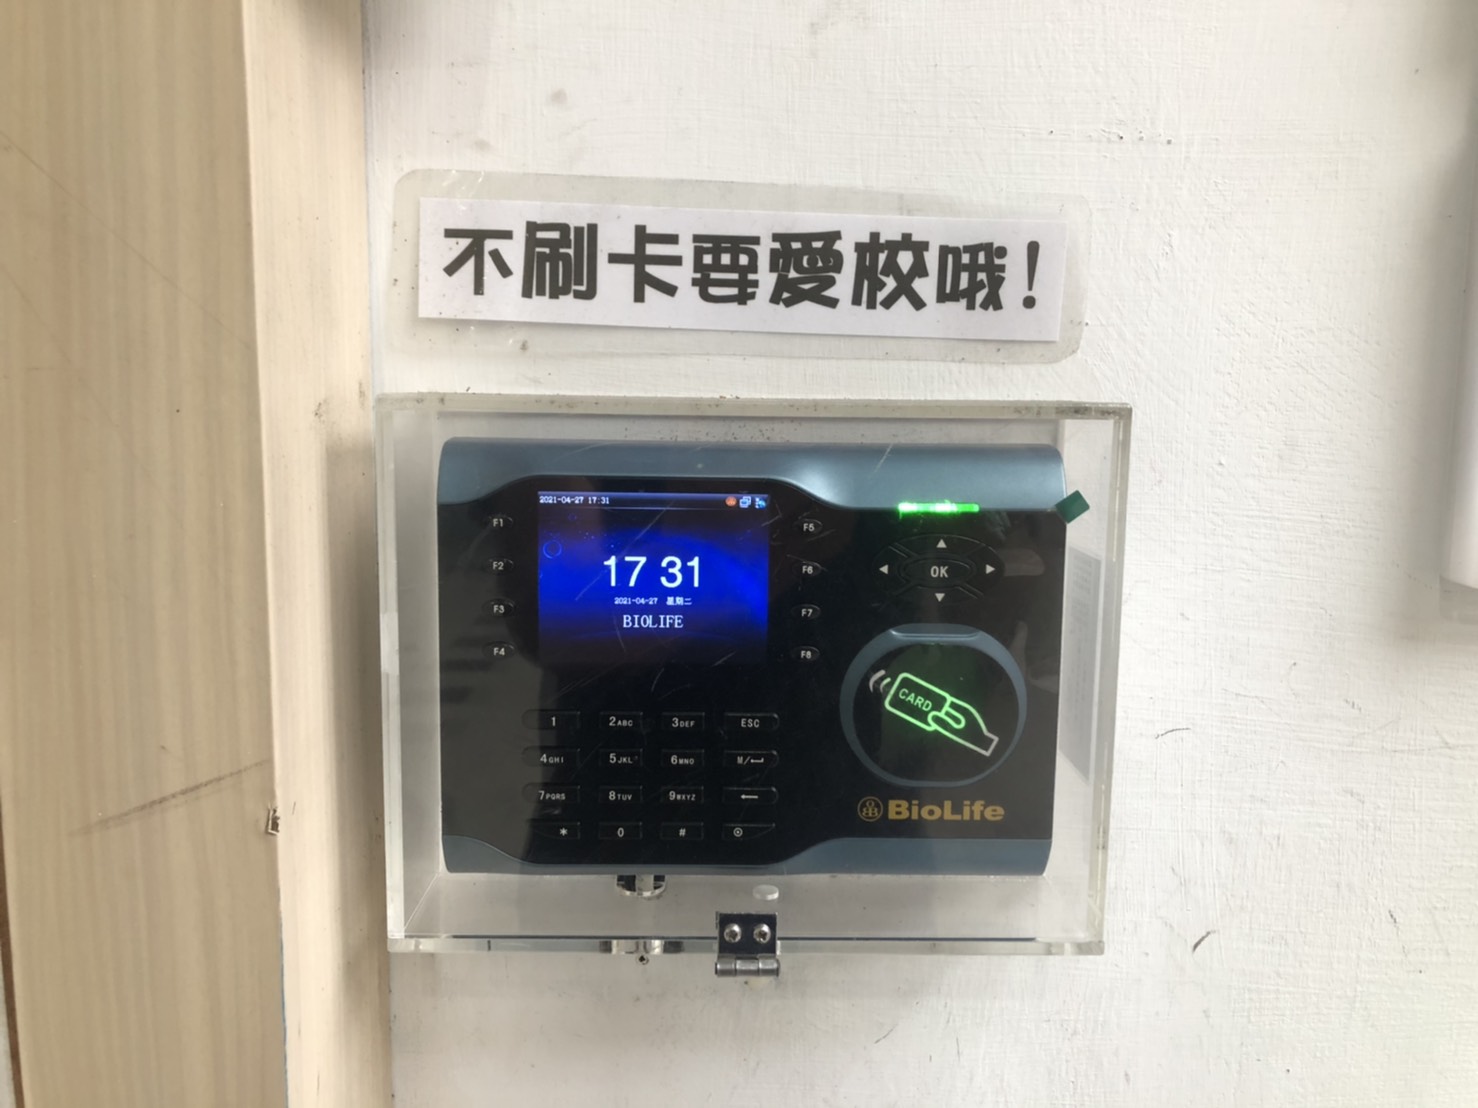 不刷卡要愛校哦!
2021-04-27 17:31
17 31
2021-04-27 星期二
BIOLIFE
F1
F2
F3
F4
F5
F6
F7
F8
OK
CARD
BioLife
1 2ABC 3DEF ESC
4GHI 5JKL 6MNO M/
7PQRS 8TUV 9WXYZ
* 0 #